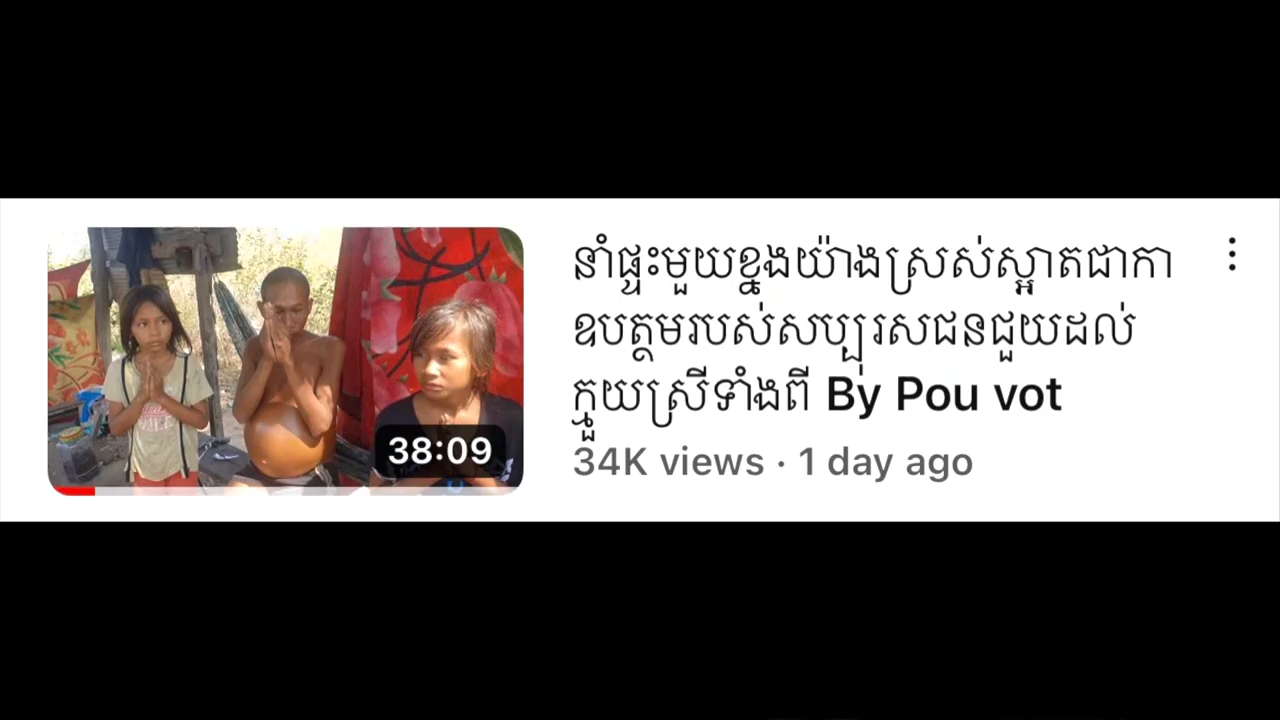 នាំផ្ទះមួយខ្នងយ៉ាងស្រស់ស្អាតជាកា
ឧបត្ថមរបស់សប្បុរសជនជួយដល់
ក្មួយស្រីទាំងពី By Pou vot
34K views · 1 day ago
38:09